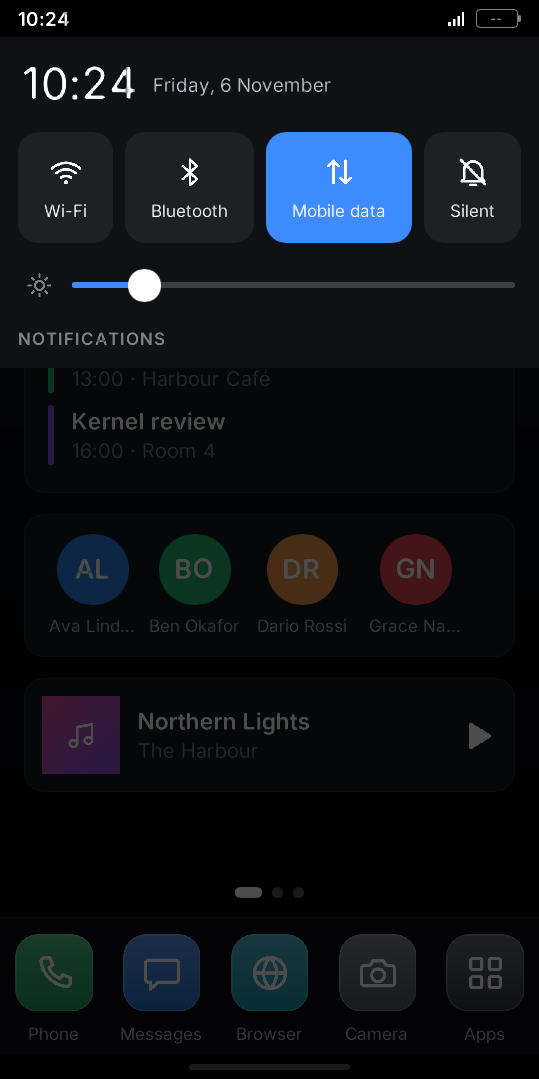 10:24
--
10:24 Friday, 6 November
Wi-Fi Bluetooth Mobile data Silent
NOTIFICATIONS
13:00 · Harbour Café
Kernel review
16:00 · Room 4
AL BO DR GN
Ava Lind... Ben Okafor Dario Rossi Grace Na...
Northern Lights
The Harbour
Phone Messages Browser Camera Apps